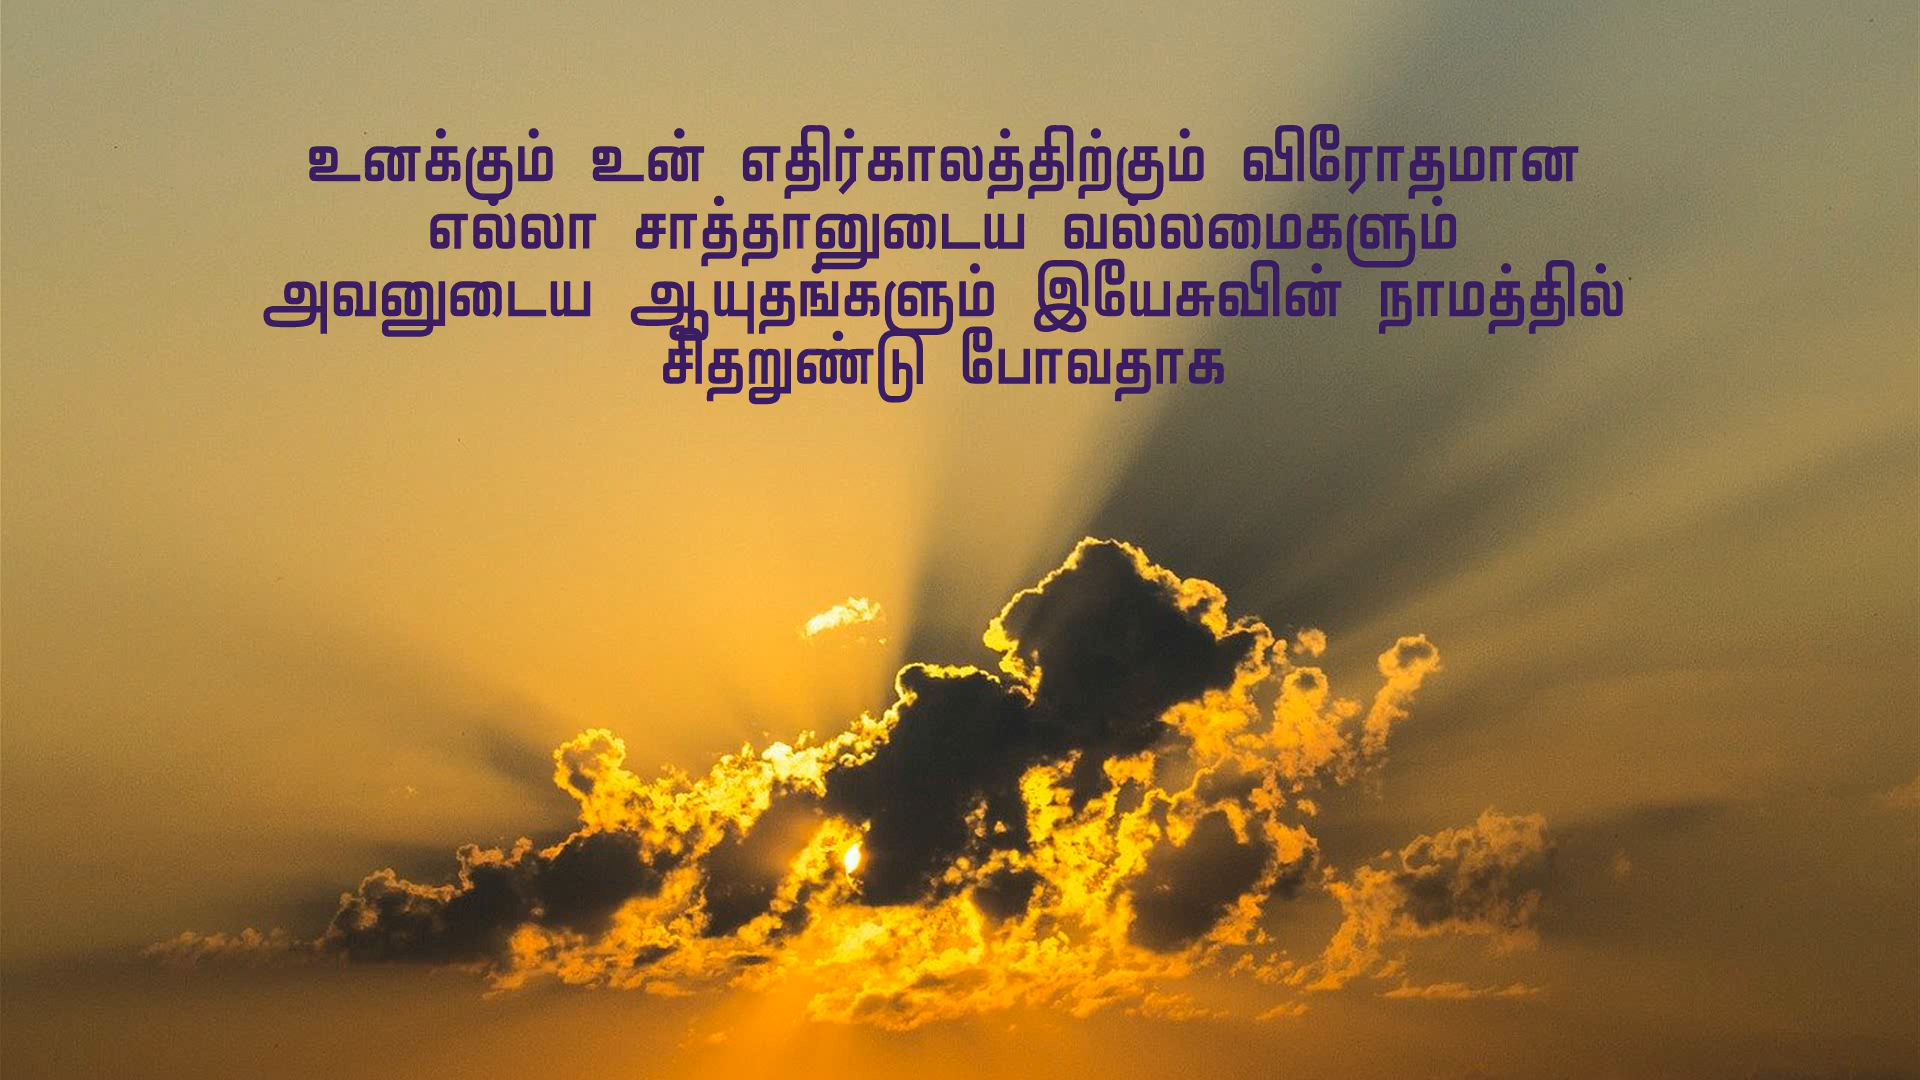 உனக்கும் உன் எதிர்காலத்திற்கும் விரோதமான
எல்லா சாத்தானுடைய வல்லமைகளும்
அவனுடைய ஆயுதங்களும் இயேசுவின் நாமத்தில்
சிதறுண்டு போவதாக